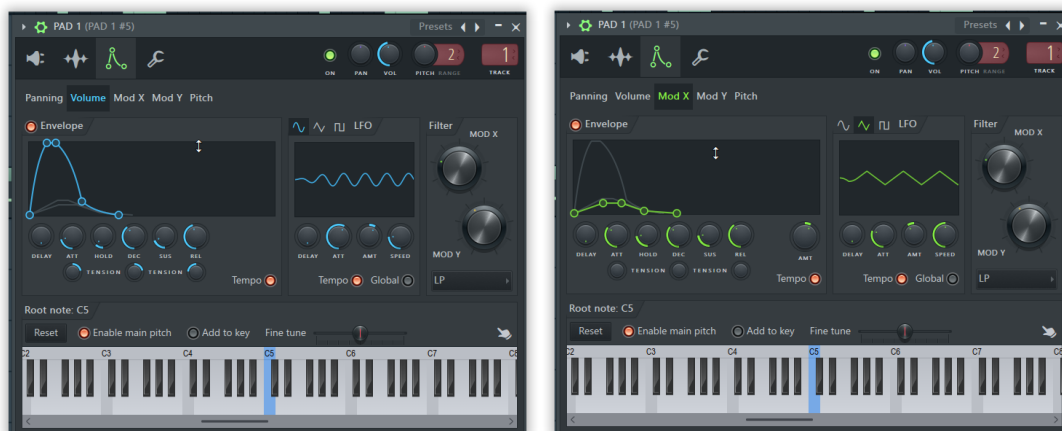 PAD 1 (PAD 1 #5) Presets
2 1
ON PAN VOL PITCH RANGE TRACK
Panning Volume Mod X Mod Y Pitch
Envelope LFO Filter
MOD X
DELAY ATT HOLD DEC SUS REL DELAY ATT AMT SPEED
MOD Y
TENSION
Tempo Tempo Global LP
Root note: C5
Reset Enable main pitch Add to key Fine tune
C2 C3 C4 C5 C6 C7 C8
PAD 1 (PAD 1 #5) Presets
2 1
ON PAN VOL PITCH RANGE TRACK
Panning Volume Mod X Mod Y Pitch
Envelope LFO Filter
MOD X
DELAY ATT HOLD DEC SUS REL AMT DELAY ATT AMT SPEED
MOD Y
TENSION
Tempo Tempo Global LP
Root note: C5
Reset Enable main pitch Add to key Fine tune
C3 C4 C5 C6 C7